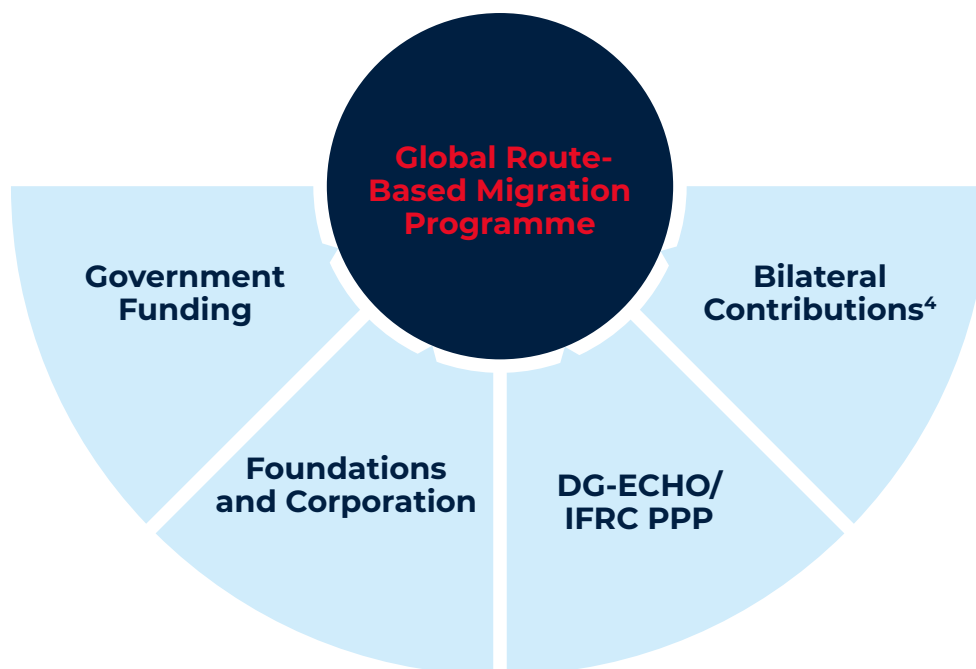 Global Route-
Based Migration
Programme
Government
Funding
Foundations
and Corporation
DG-ECHO/
IFRC PPP
Bilateral
Contributions⁴